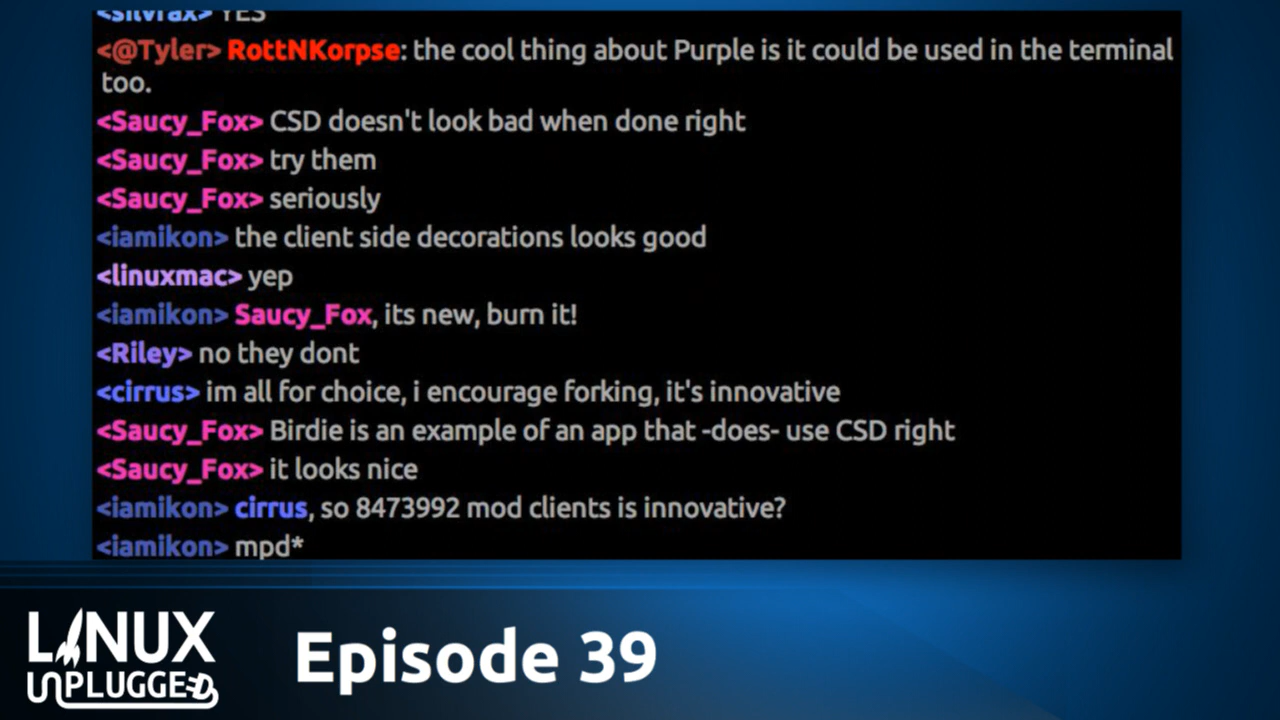 <silvrax> YES
<@Tyler> RottNKorpse: the cool thing about Purple is it could be used in the terminal
too.
<Saucy_Fox> CSD doesn't look bad when done right
<Saucy_Fox> try them
<Saucy_Fox> seriously
<iamikon> the client side decorations looks good
<linuxmac> yep
<iamikon> Saucy_Fox, its new, burn it!
<Riley> no they dont
<cirrus> im all for choice, i encourage forking, it's innovative
<Saucy_Fox> Birdie is an example of an app that -does- use CSD right
<Saucy_Fox> it looks nice
<iamikon> cirrus, so 8473992 mod clients is innovative?
<iamikon> mpd*
LINUX
UNPLUGGED
Episode 39